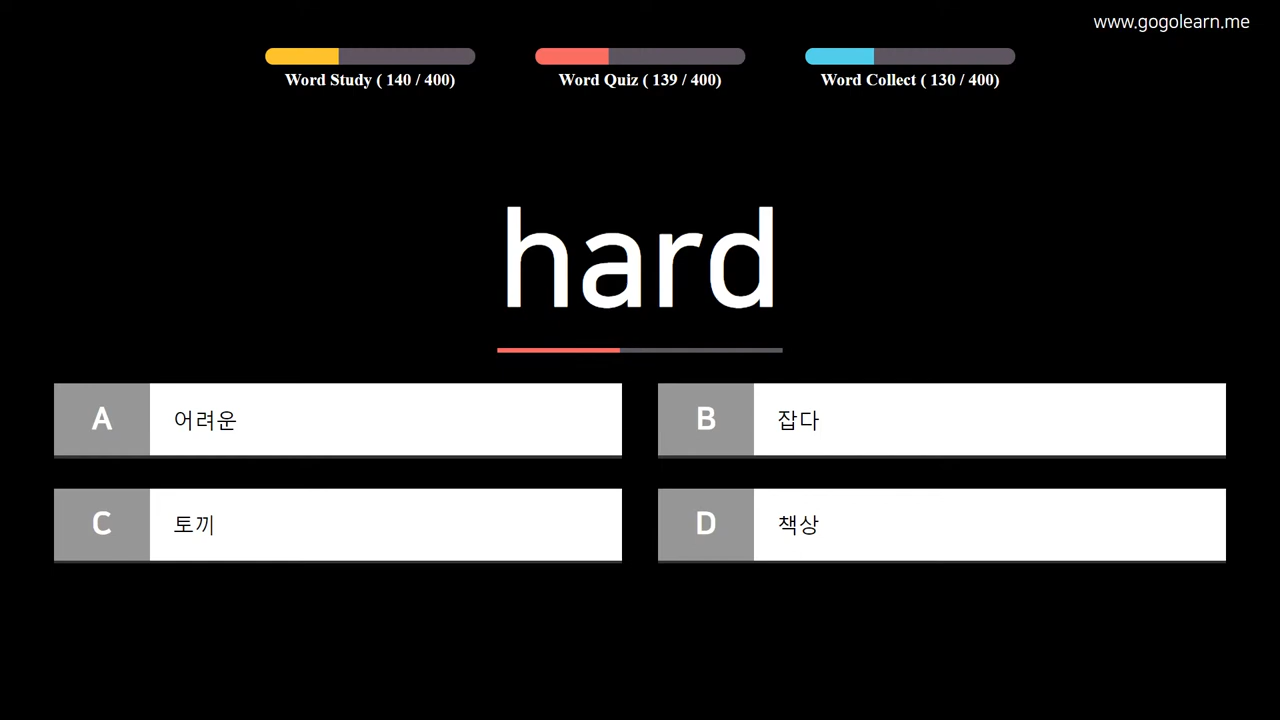 www.gogolearn.me
Word Study ( 140 / 400)
Word Quiz ( 139 / 400)
Word Collect ( 130 / 400)
hard
A 어려운
B 잡다
C 토끼
D 책상